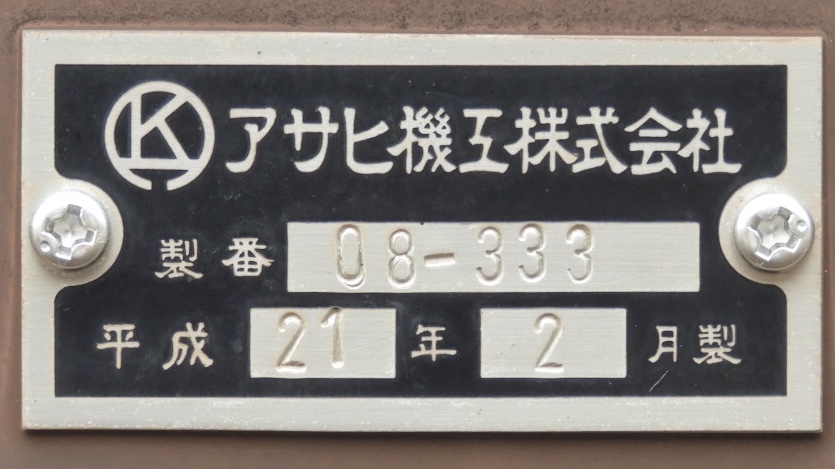 アサヒ機工株式会社
製番 08-333
平成 21 年 2 月製